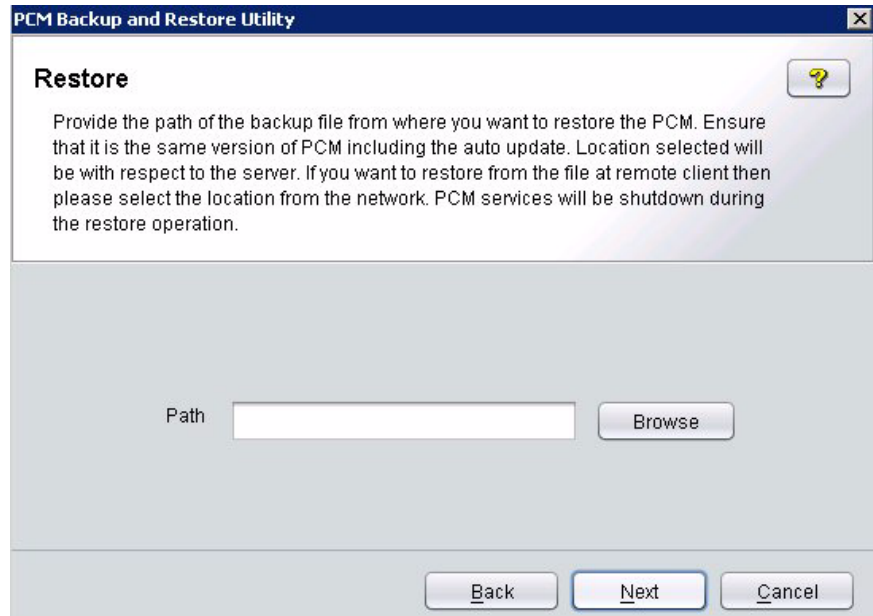 PCM Backup and Restore Utility
Restore
?
Provide the path of the backup file from where you want to restore the PCM. Ensure
that it is the same version of PCM including the auto update. Location selected will
be with respect to the server. If you want to restore from the file at remote client then
please select the location from the network. PCM services will be shutdown during
the restore operation.
Path
Browse
Back
Next
Cancel